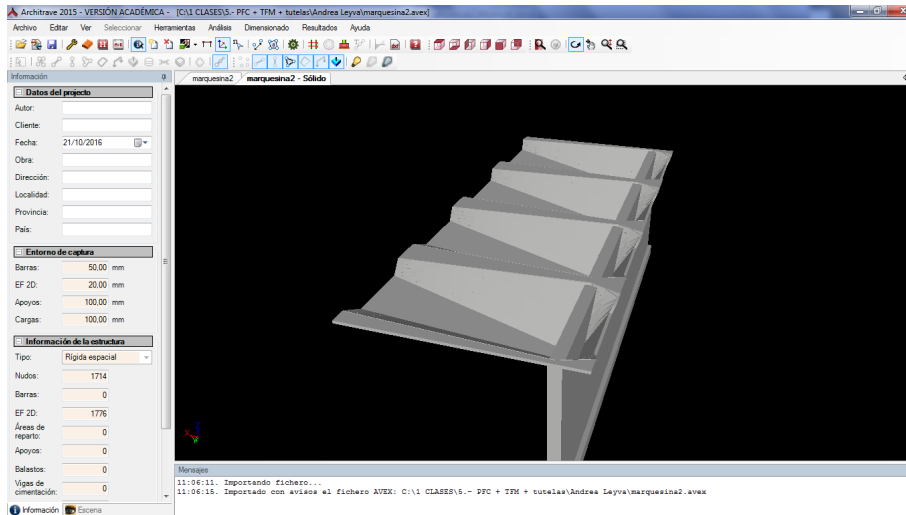 Architrave 2015 - VERSIÓN ACADÉMICA - [C:\1 CLASES\5.- PFC + TFM + tutelas\Andrea Leyva\marquesina2.avex]
Archivo Editar Ver Seleccionar Herramientas Análisis Dimensionado Resultados Ayuda
Información
marquesina2 marquesina2 - Sólido
Datos del projecto
Autor:
Cliente:
Fecha: 21/10/2016
Obra:
Dirección:
Localidad:
Provincia:
País:
Entorno de captura
Barras: 50,00 mm
EF 2D: 20,00 mm
Apoyos: 100,00 mm
Cargas: 100,00 mm
Información de la estructura
Tipo: Rígida espacial
Nudos: 1714
Barras: 0
EF 2D: 1776
Áreas de
reparto: 0
Apoyos: 0
Balastos: 0
Vigas de
cimentación: 0
Información Escena
X Z
Mensajes
11:06:11. Importando fichero...
11:06:15. Importado con avisos el fichero AVEX: C:\1 CLASES\5.- PFC + TFM + tutelas\Andrea Leyva\marquesina2.avex